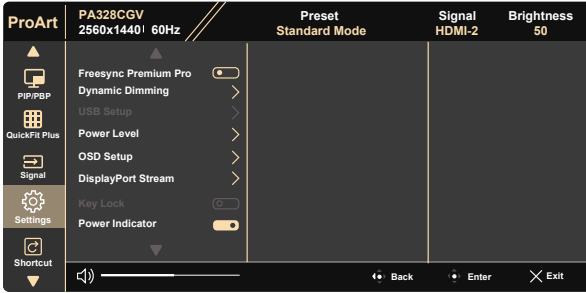 ProArt
PA328CGV
2560x1440 60Hz
Preset
Standard Mode
Signal
HDMI-2
Brightness
50
PIP/PBP
QuickFit Plus
Signal
Settings
Shortcut
Freesync Premium Pro
Dynamic Dimming
USB Setup
Power Level
OSD Setup
DisplayPort Stream
Key Lock
Power Indicator
Back
Enter
Exit